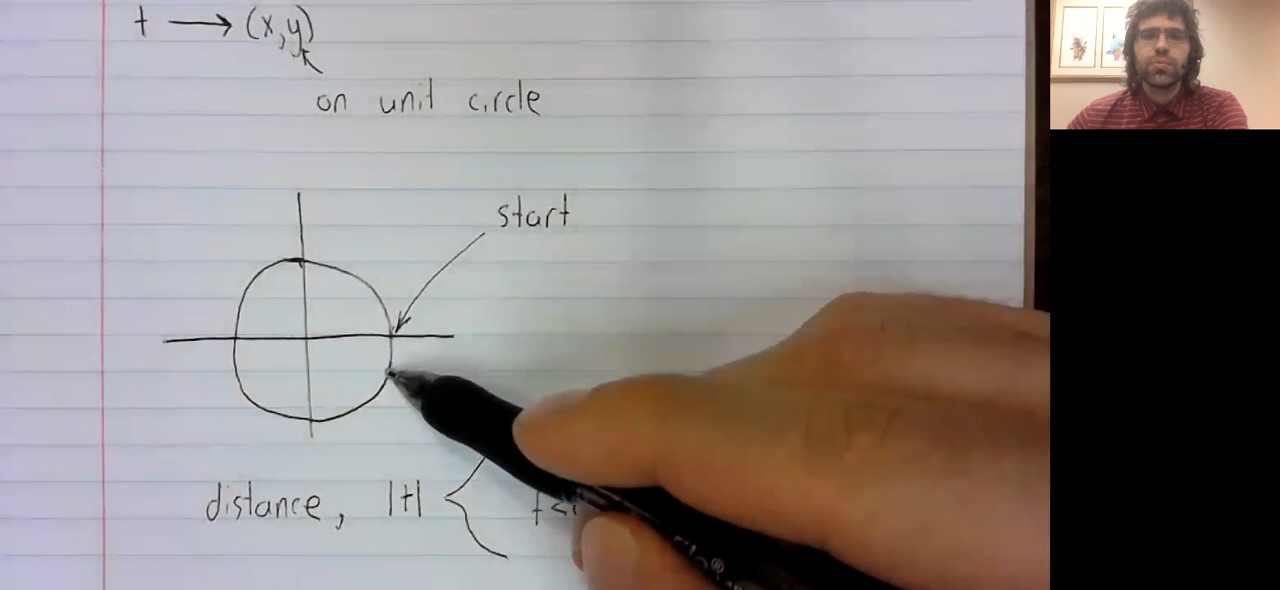 t → (x,y)
on unit circle
start
distance, |t| {
t <